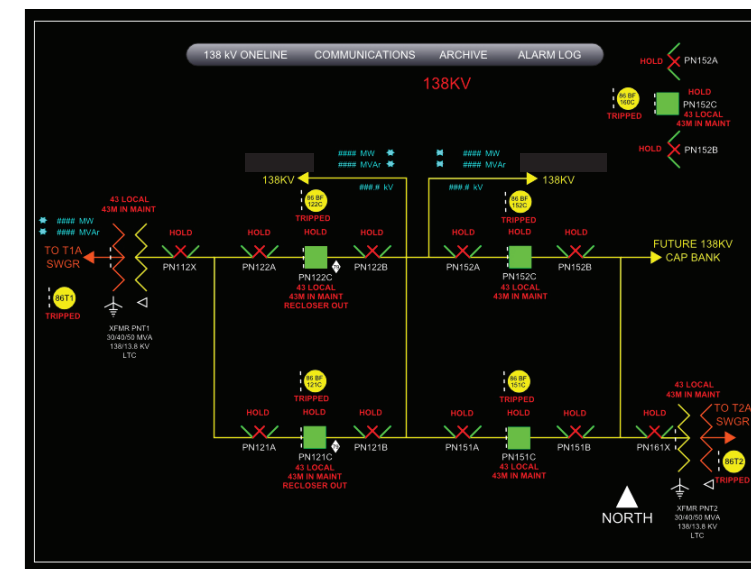 138 kV ONELINE COMMUNICATIONS ARCHIVE ALARM LOG
138KV
HOLD PN152A
86 BF
160C
TRIPPED
HOLD
PN152C
43 LOCAL
43M IN MAINT
HOLD PN152B
#### MW
#### MVAr
138KV
###.# kV
#### MW
#### MVAr
138KV
###.# kV
86 BF
122C
TRIPPED
86 BF
152C
TRIPPED
43 LOCAL
43M IN MAINT
#### MW
#### MVAr
TO T1A
SWGR
86T1
TRIPPED
XFMR PNT1
30/40/50 MVA
138/13.8 KV
LTC
HOLD
PN112X
HOLD
PN122A
HOLD
PN122C
43 LOCAL
43M IN MAINT
RECLOSER OUT
HOLD
PN122B
HOLD
PN152A
HOLD
PN152C
43 LOCAL
43M IN MAINT
HOLD
PN152B
FUTURE 138KV
CAP BANK
86 BF
121C
TRIPPED
86 BF
151C
TRIPPED
HOLD
PN121A
HOLD
PN121C
43 LOCAL
43M IN MAINT
RECLOSER OUT
HOLD
PN121B
HOLD
PN151A
HOLD
PN151C
43 LOCAL
43M IN MAINT
HOLD
PN151B
HOLD
PN161X
43 LOCAL
43M IN MAINT
TO T2A
SWGR
86T2
TRIPPED
XFMR PNT2
30/40/50 MVA
138/13.8 KV
LTC
NORTH